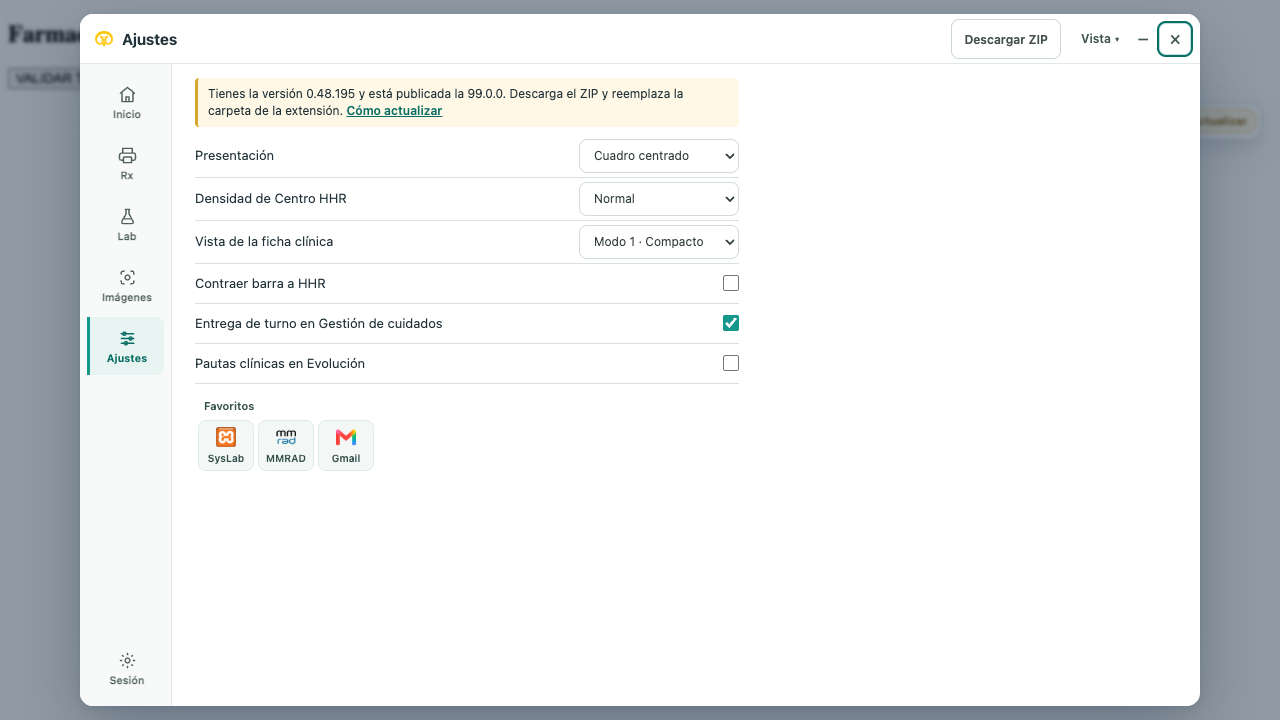 Ajustes
Descargar ZIP
Vista
Inicio
Rx
Lab
Imágenes
Ajustes
Sesión
Tienes la versión 0.48.195 y está publicada la 99.0.0. Descarga el ZIP y reemplaza la
carpeta de la extensión. Cómo actualizar
Presentación
Cuadro centrado
Densidad de Centro HHR
Normal
Vista de la ficha clínica
Modo 1 · Compacto
Contraer barra a HHR
Entrega de turno en Gestión de cuidados
Pautas clínicas en Evolución
Favoritos
SysLab
mm
rad
MMRAD
Gmail
VALIDAR